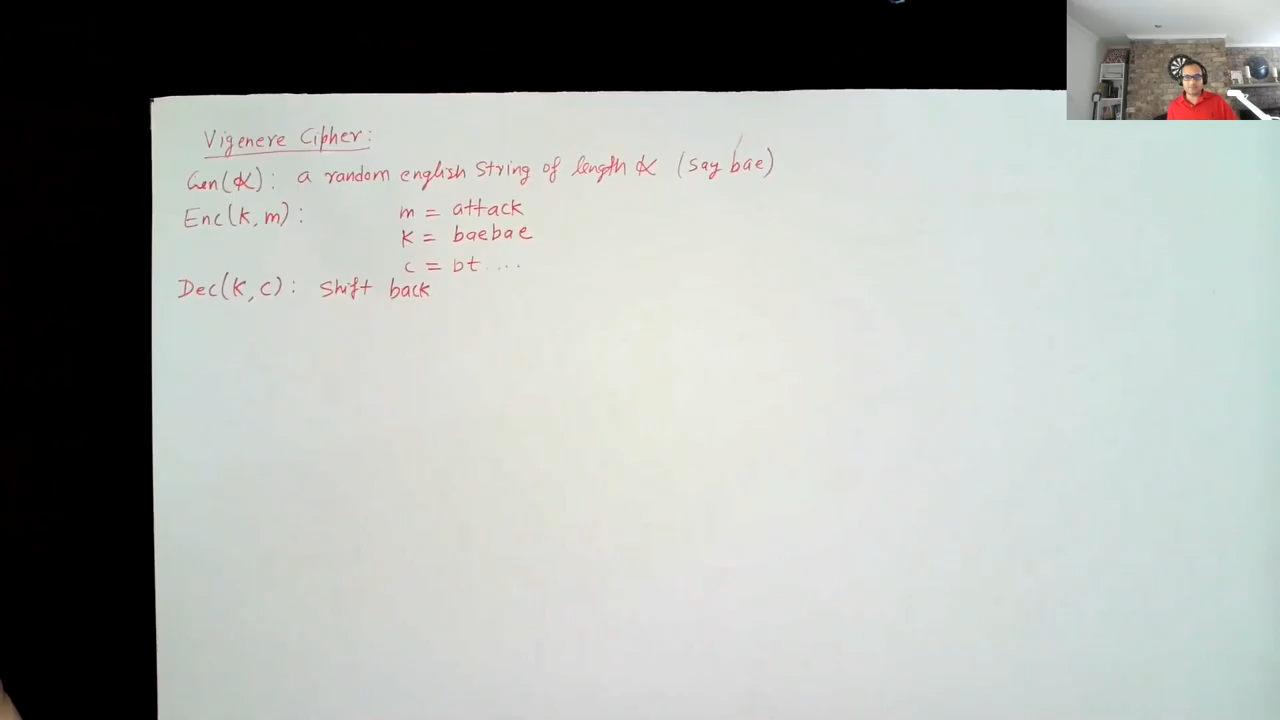 Vigenere Cipher:
Gen(α): a random english string of length α (say bae)
Enc(k, m): m = attack
k = baebae
c = bt....
Dec(k, c): shift back